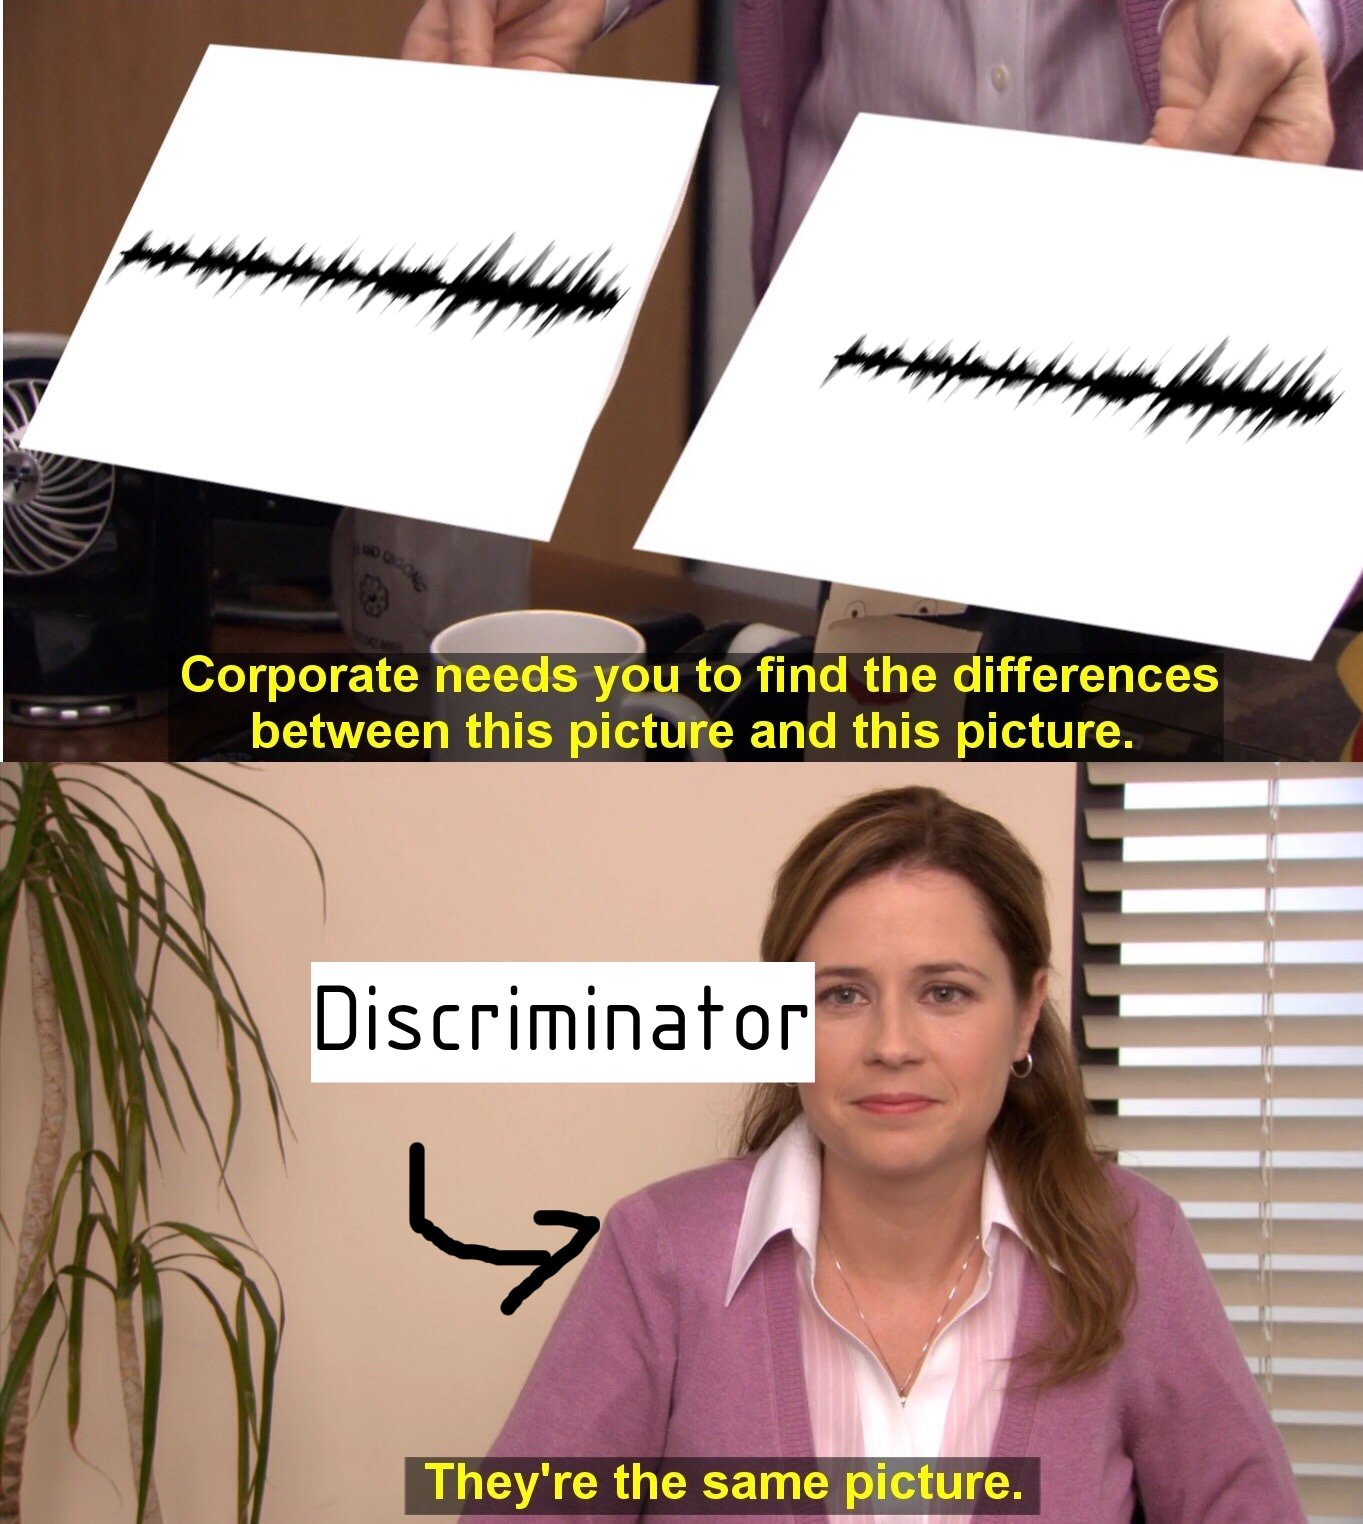 Corporate needs you to find the differences
between this picture and this picture.
Discriminator
They're the same picture.